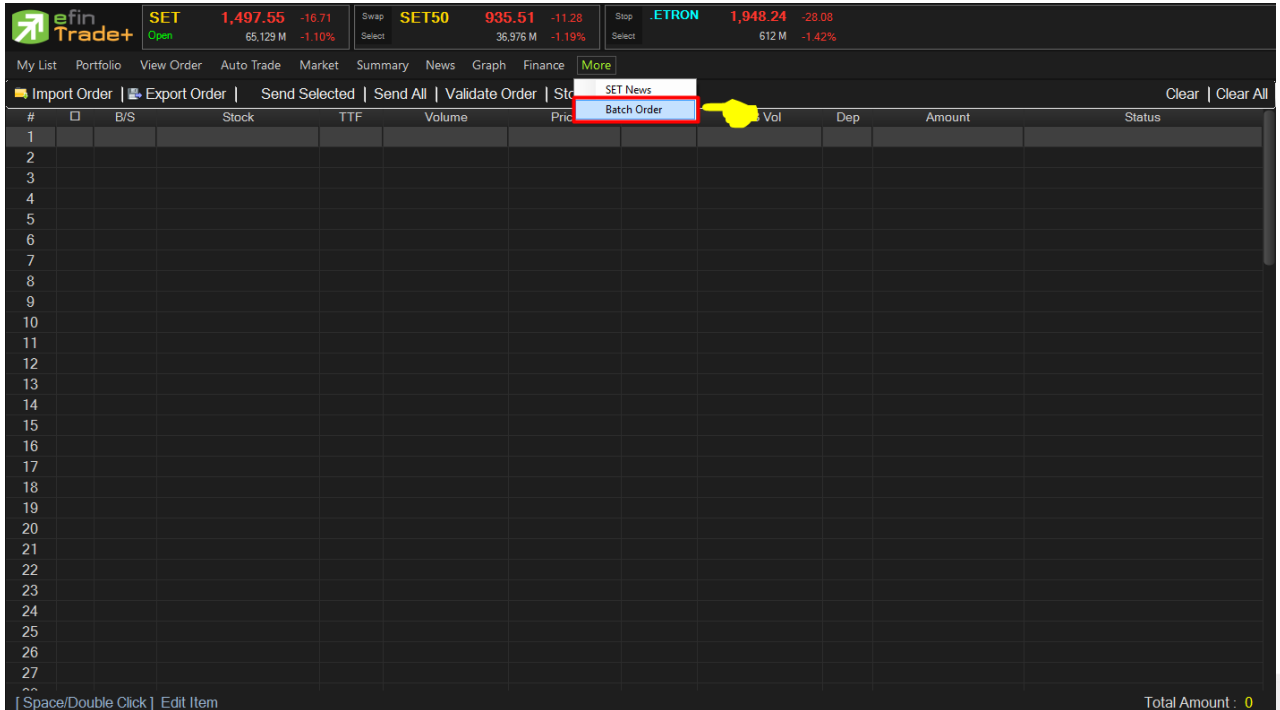 efin Trade+
SET 1,497.55 -16.71
Open 65,129 M -1.10%
Swap SET50 935.51 -11.28
Select 36,976 M -1.19%
Stop .ETRON 1,948.24 -28.08
Select 612 M -1.42%
My List Portfolio View Order Auto Trade Market Summary News Graph Finance More
Import Order | Export Order | Send Selected | Send All | Validate Order | Sto
SET News
Batch Order
Clear | Clear All
# B/S Stock TTF Volume Pric Vol Dep Amount Status
1
2
3
4
5
6
7
8
9
10
11
12
13
14
15
16
17
18
19
20
21
22
23
24
25
26
27
[ Space/Double Click ] Edit Item
Total Amount : 0